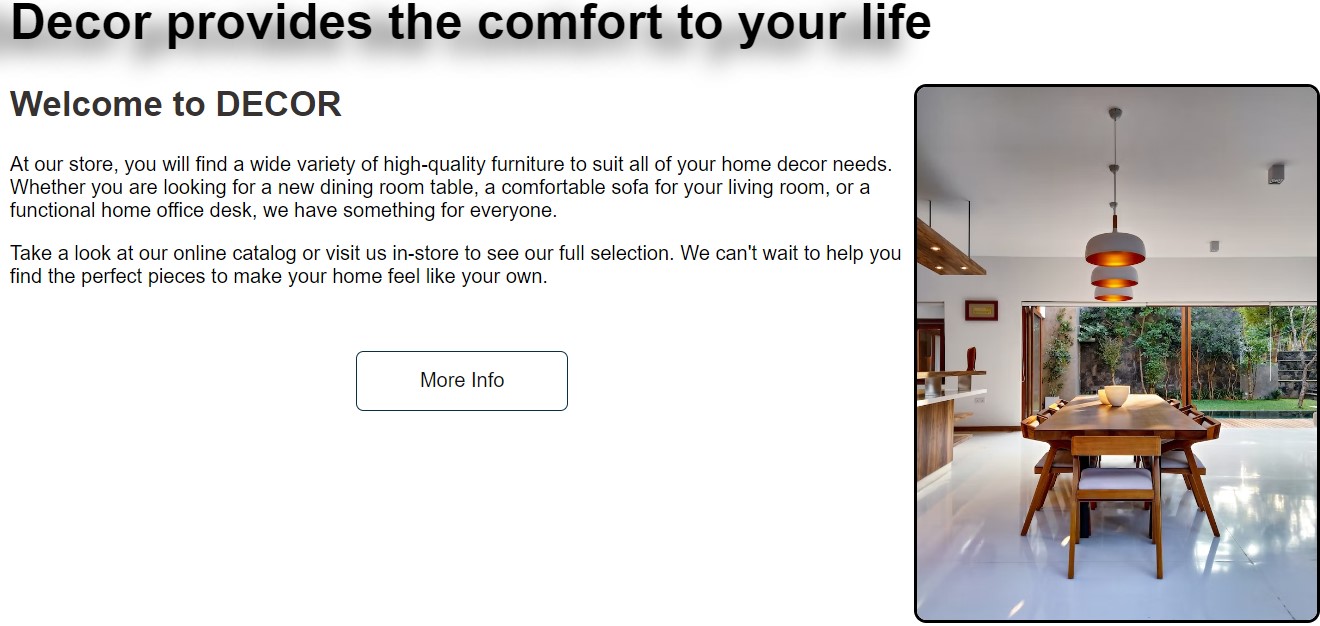 Decor provides the comfort to your life
Welcome to DECOR
At our store, you will find a wide variety of high-quality furniture to suit all of your home decor needs.
Whether you are looking for a new dining room table, a comfortable sofa for your living room, or a
functional home office desk, we have something for everyone.
Take a look at our online catalog or visit us in-store to see our full selection. We can't wait to help you
find the perfect pieces to make your home feel like your own.
More Info